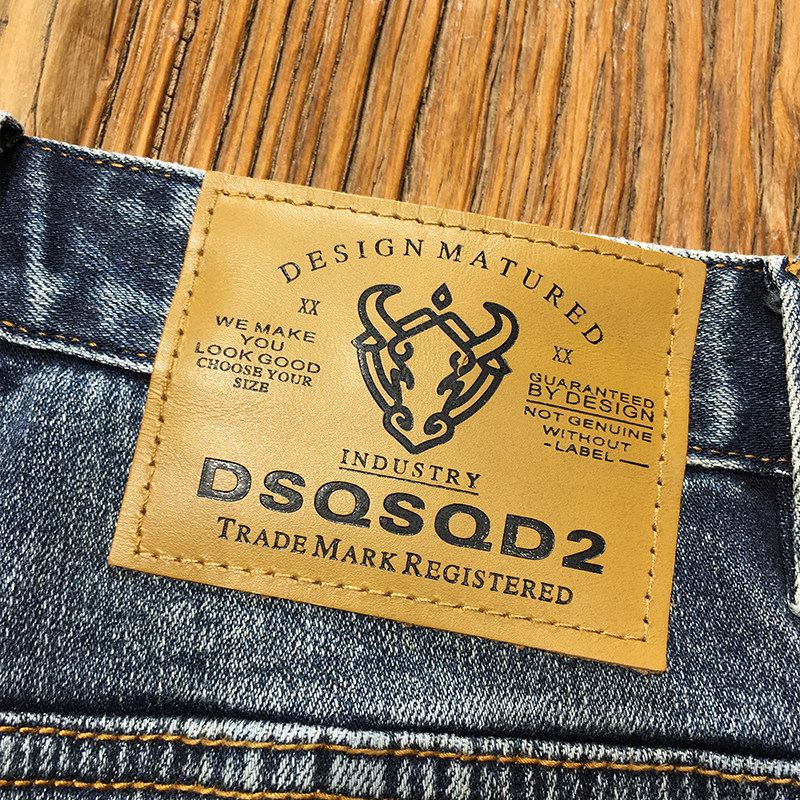 DESIGN MATURED
XX
WE MAKE
YOU
LOOK GOOD
CHOOSE YOUR
SIZE
XX
GUARANTEED
BY DESIGN
NOT GENUINE
WITHOUT
-LABEL-
INDUSTRY
DSQSQD2
TRADE MARK REGISTERED